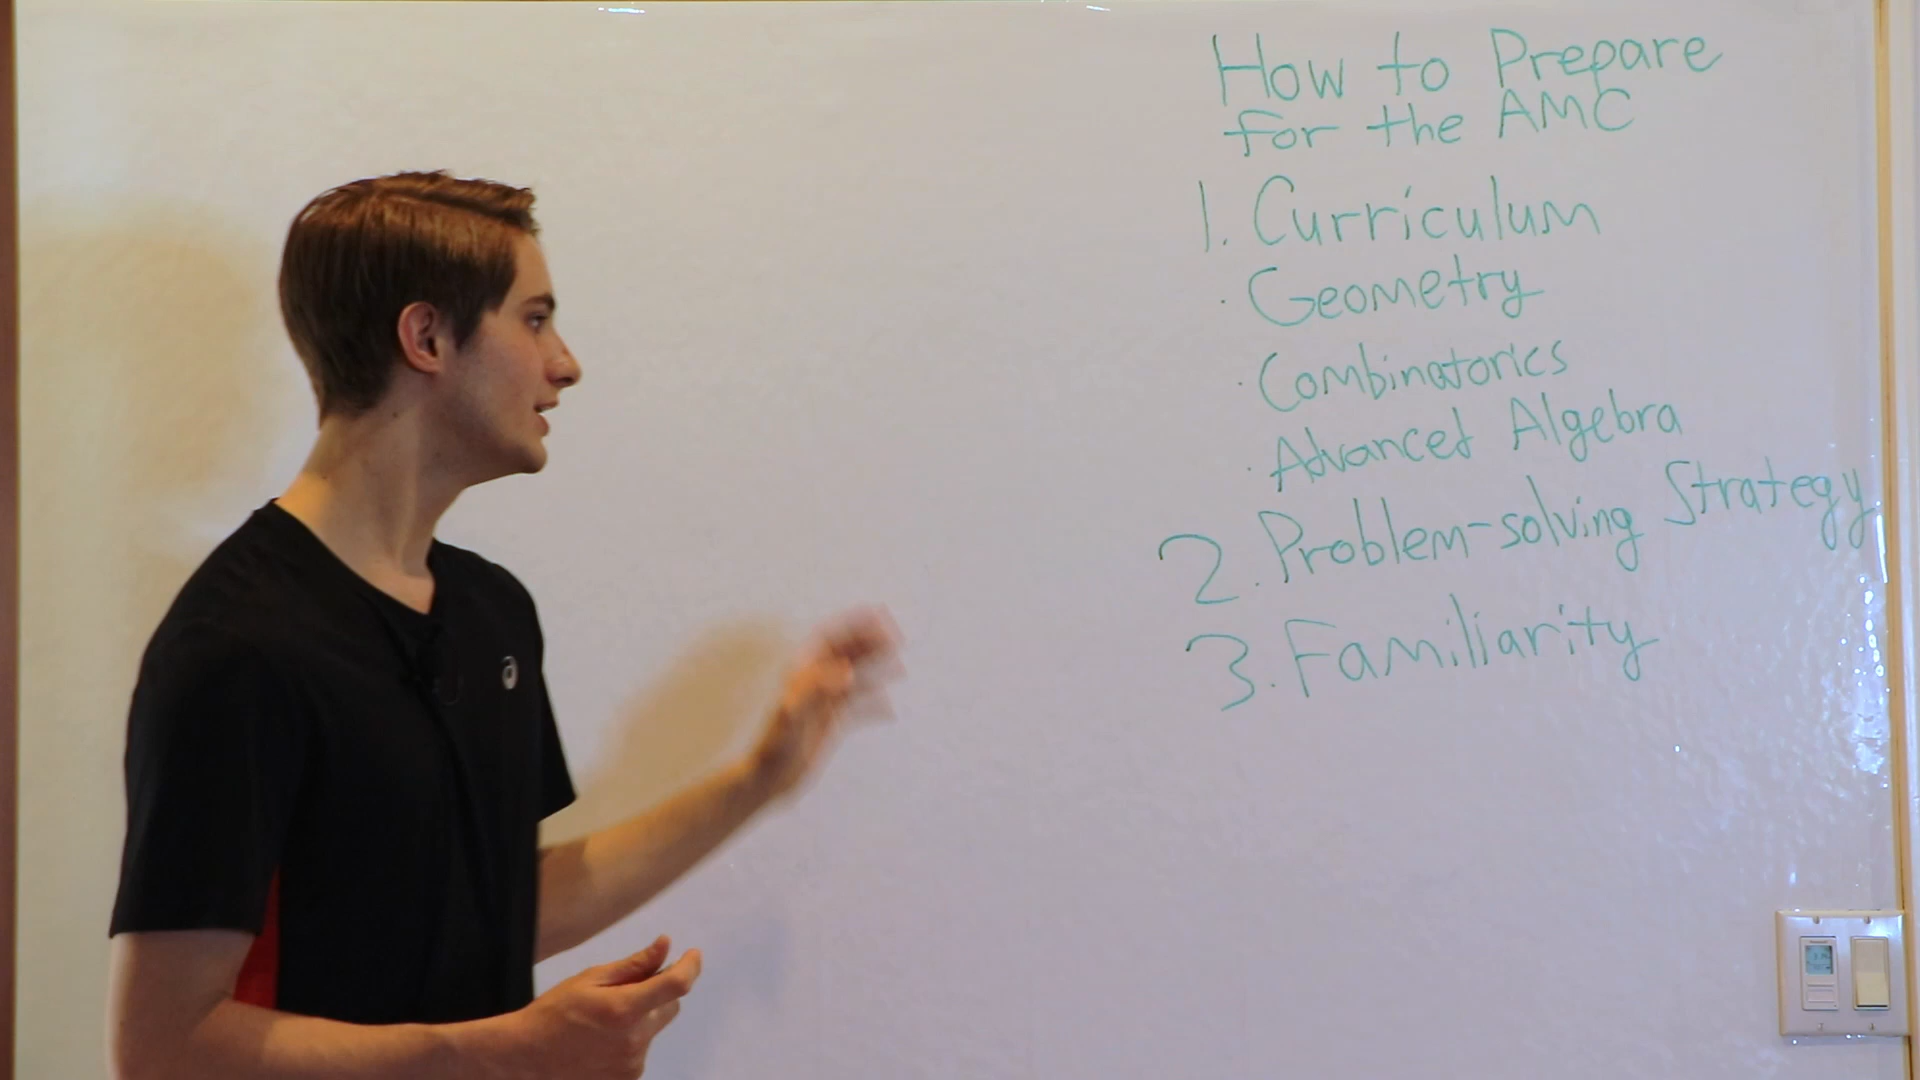 How to Prepare
for the AMC
1. Curriculum
· Geometry
· Combinatorics
· Advanced Algebra
2. Problem-solving Strategy
3. Familiarity